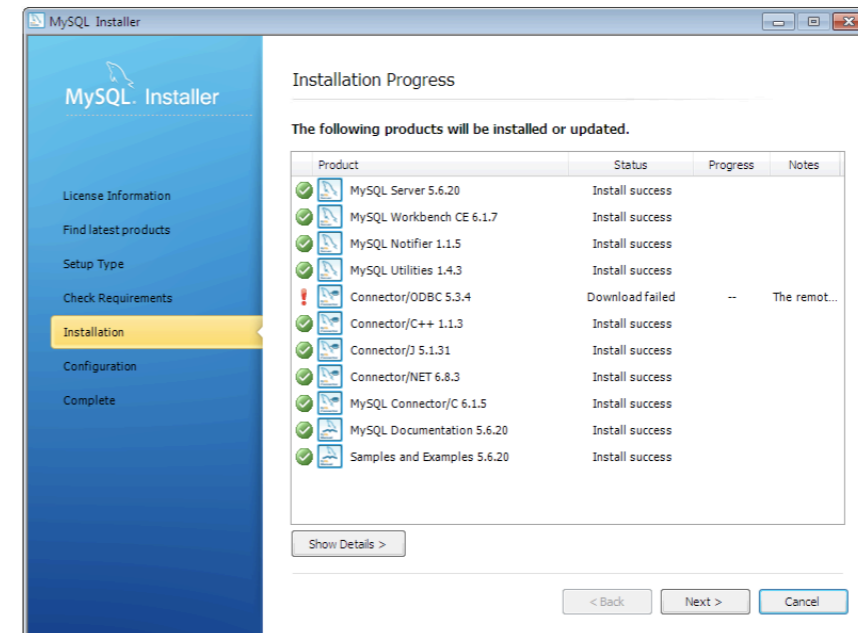 MySQL Installer
MySQL. Installer
License Information
Find latest products
Setup Type
Check Requirements
Installation
Configuration
Complete
Installation Progress
The following products will be installed or updated.
Product Status Progress Notes
MySQL Server 5.6.20 Install success
MySQL Workbench CE 6.1.7 Install success
MySQL Notifier 1.1.5 Install success
MySQL Utilities 1.4.3 Install success
Connector/ODBC 5.3.4 Download failed -- The remot...
Connector/C++ 1.1.3 Install success
Connector/J 5.1.31 Install success
Connector/NET 6.8.3 Install success
MySQL Connector/C 6.1.5 Install success
MySQL Documentation 5.6.20 Install success
Samples and Examples 5.6.20 Install success
Show Details >
< Back Next > Cancel